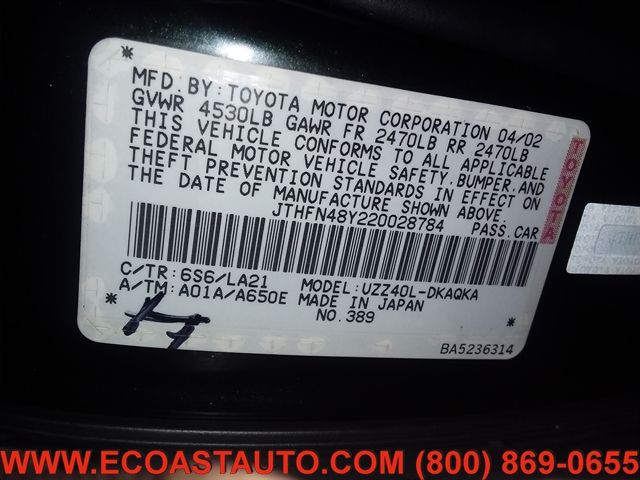 MFD.BY:TOYOTA MOTOR CORPORATION 04/02
GVWR 4530LB GAWR FR 2470LB RR 2470LB
THIS VEHICLE CONFORMS TO ALL APPLICABLE
FEDERAL MOTOR VEHICLE SAFETY,BUMPER,AND
THEFT PREVENTION STANDARDS IN EFFECT ON
THE DATE OF MANUFACTURE SHOWN ABOVE.
JTHFN48Y220028784 PASS.CAR
TOYOTA
C/TR:6S6/LA21 MODEL:UZZ40L-DKAQKA
A/TM:A01A/A650E MADE IN JAPAN
NO.389
BA5236314
WWW.ECOASTAUTO.COM (800) 869-0655